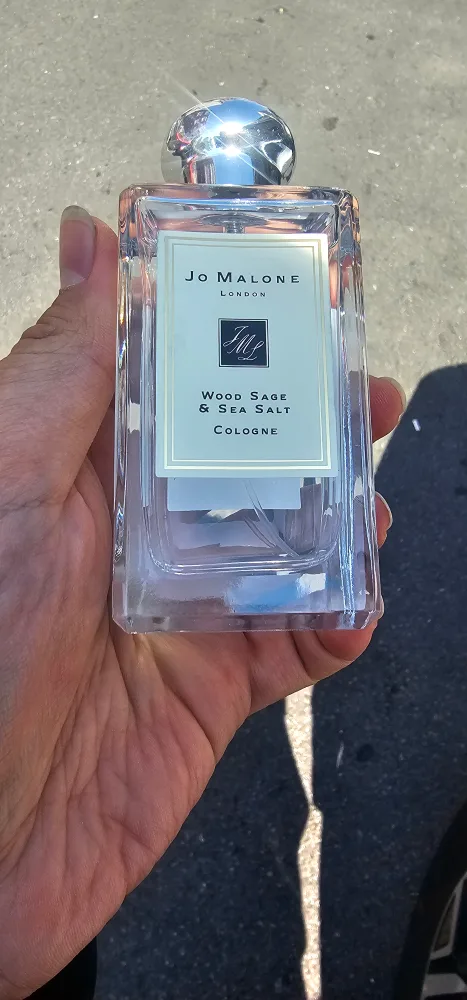 JO MALONE
LONDON
JML
WOOD SAGE
& SEA SALT
COLOGNE